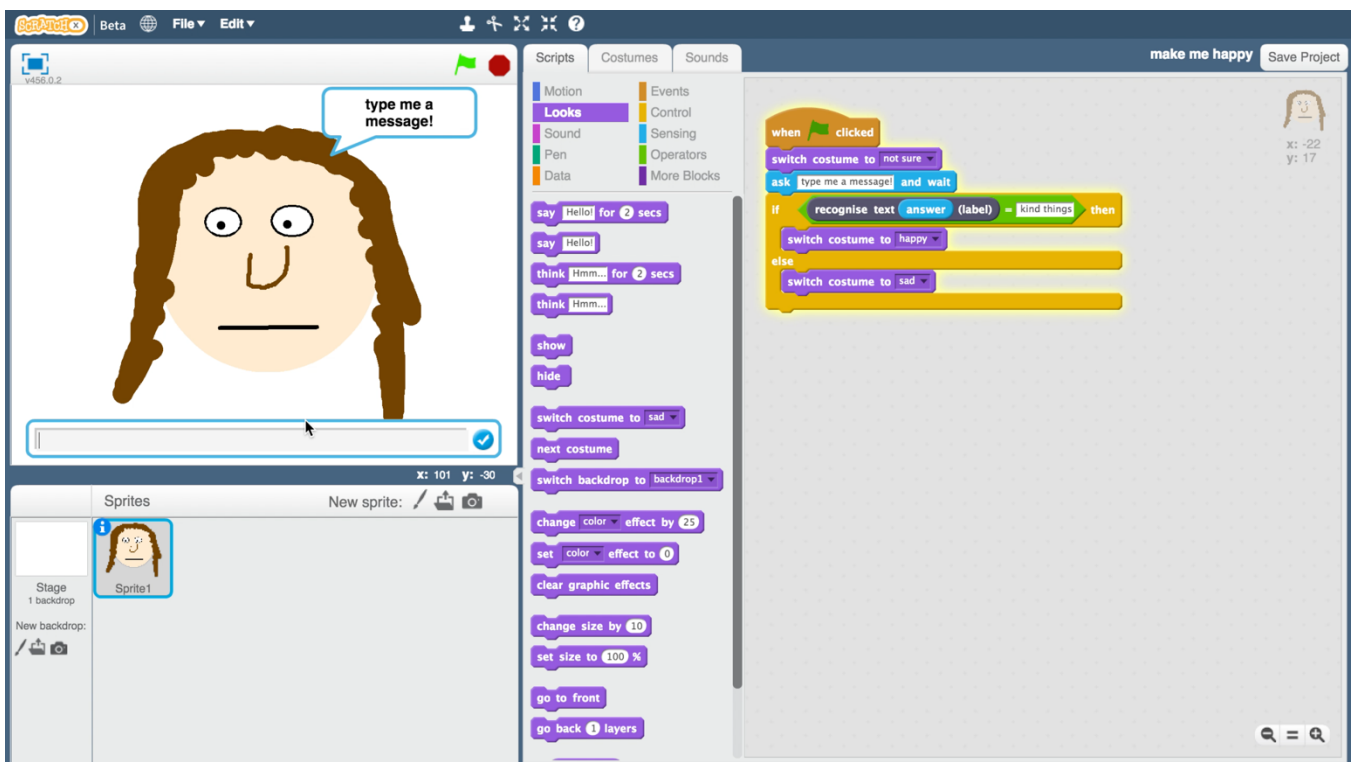 SCRATCH X Beta File▾ Edit▾
v456.0.2
type me a
message!
x: 101 y: -30
Sprites New sprite:
Stage
1 backdrop
New backdrop:
Sprite1
Scripts Costumes Sounds
make me happy Save Project
Motion Events
Looks Control
Sound Sensing
Pen Operators
Data More Blocks
say Hello! for 2 secs
say Hello!
think Hmm... for 2 secs
think Hmm...
show
hide
switch costume to sad
next costume
switch backdrop to backdrop1
change color effect by 25
set color effect to 0
clear graphic effects
change size by 10
set size to 100 %
go to front
go back 1 layers
when clicked
switch costume to not sure
ask type me a message! and wait
if recognise text answer (label) = kind things then
switch costume to happy
else
switch costume to sad
x: -22
y: 17